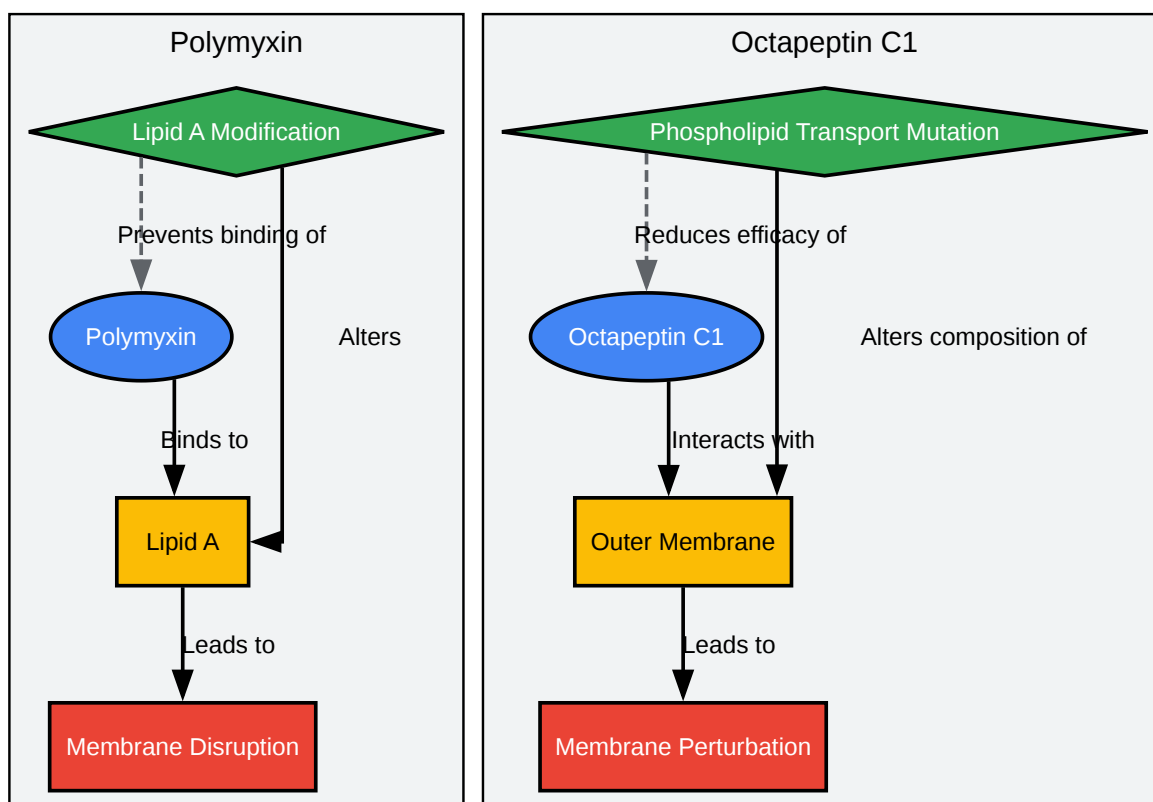 Polymyxin
Lipid A Modification
Prevents binding of
Polymyxin
Alters
Binds to
Lipid A
Leads to
Membrane Disruption
Octapeptin C1
Phospholipid Transport Mutation
Reduces efficacy of
Octapeptin C1
Alters composition of
Interacts with
Outer Membrane
Leads to
Membrane Perturbation